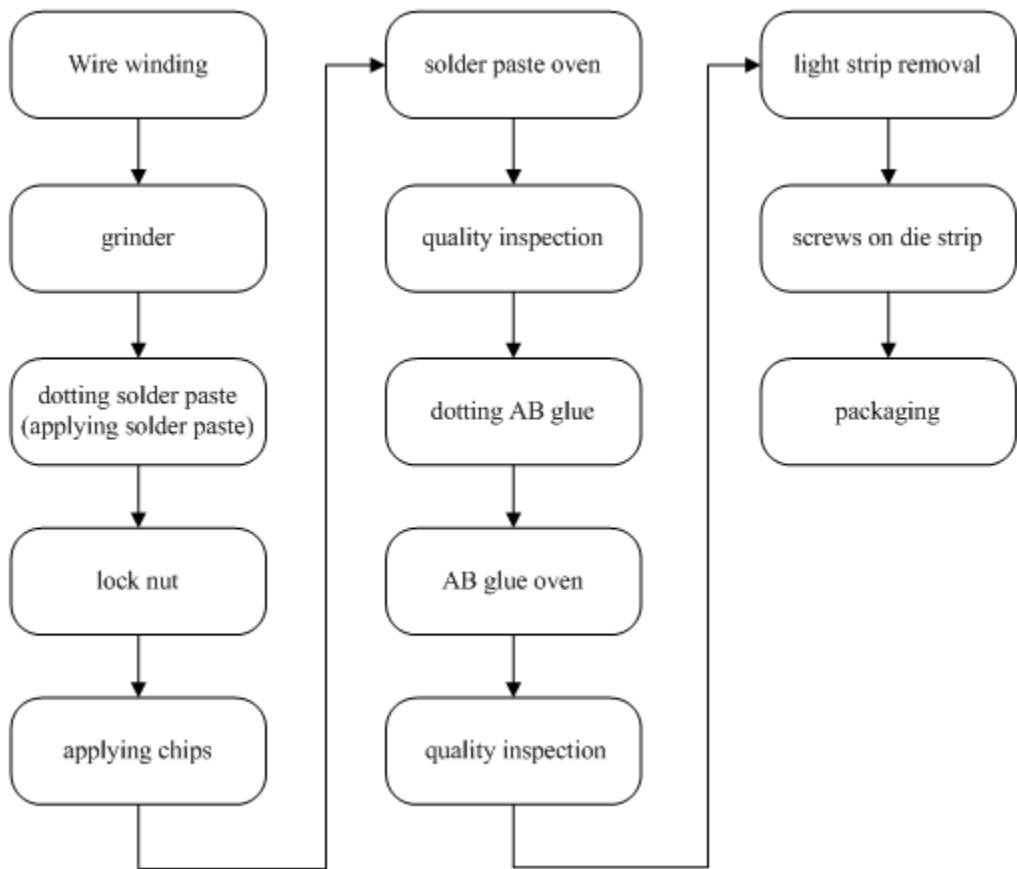 Wire winding
grinder
dotting solder paste
(applying solder paste)
lock nut
applying chips
solder paste oven
quality inspection
dotting AB glue
AB glue oven
quality inspection
light strip removal
screws on die strip
packaging